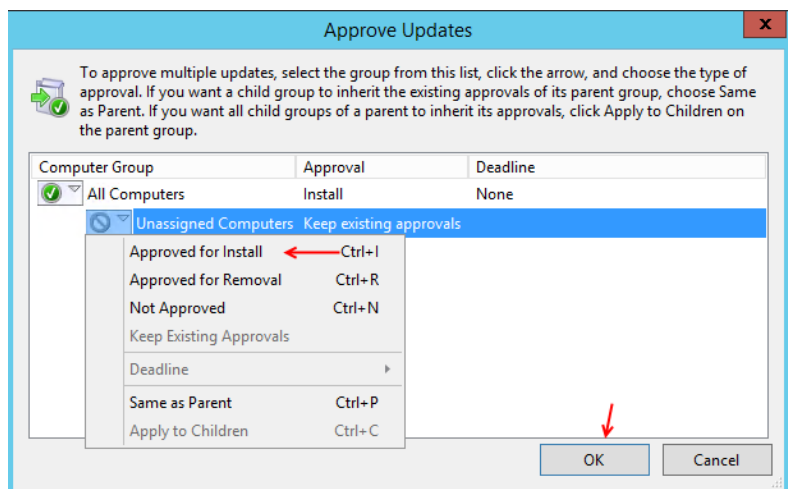 Approve Updates
x
To approve multiple updates, select the group from this list, click the arrow, and choose the type of
approval. If you want a child group to inherit the existing approvals of its parent group, choose Same
as Parent. If you want all child groups of a parent to inherit its approvals, click Apply to Children on
the parent group.
Computer Group Approval Deadline
All Computers Install None
Unassigned Computers Keep existing approvals
Approved for Install Ctrl+I
Approved for Removal Ctrl+R
Not Approved Ctrl+N
Keep Existing Approvals
Deadline
Same as Parent Ctrl+P
Apply to Children Ctrl+C
OK Cancel